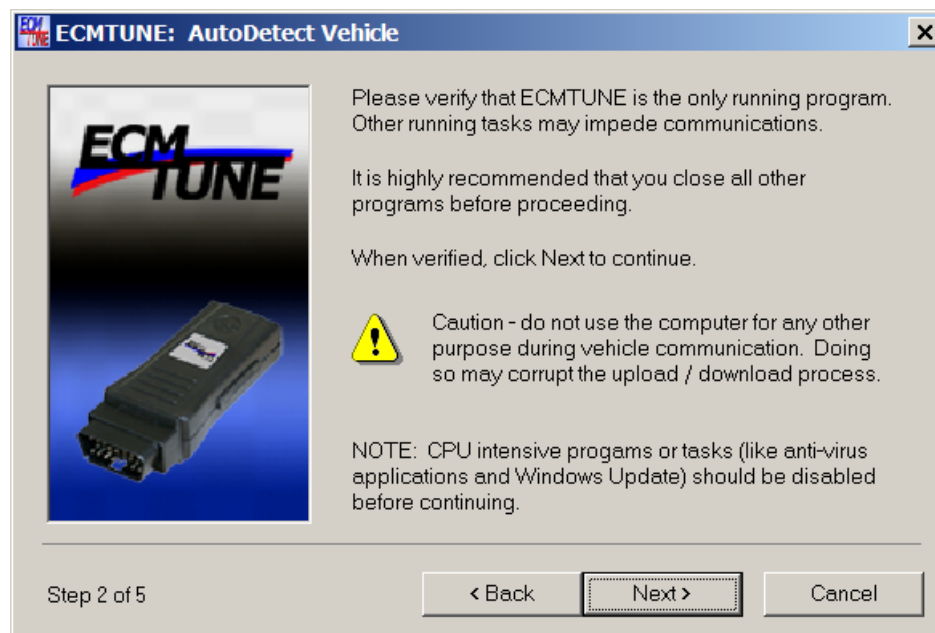 ECMTUNE: AutoDetect Vehicle
ECM
TUNE
Please verify that ECMTUNE is the only running program.
Other running tasks may impede communications.
It is highly recommended that you close all other
programs before proceeding.
When verified, click Next to continue.
Caution - do not use the computer for any other
purpose during vehicle communication. Doing
so may corrupt the upload / download process.
NOTE: CPU intensive progams or tasks (like anti-virus
applications and Windows Update) should be disabled
before continuing.
Step 2 of 5
< Back
Next >
Cancel